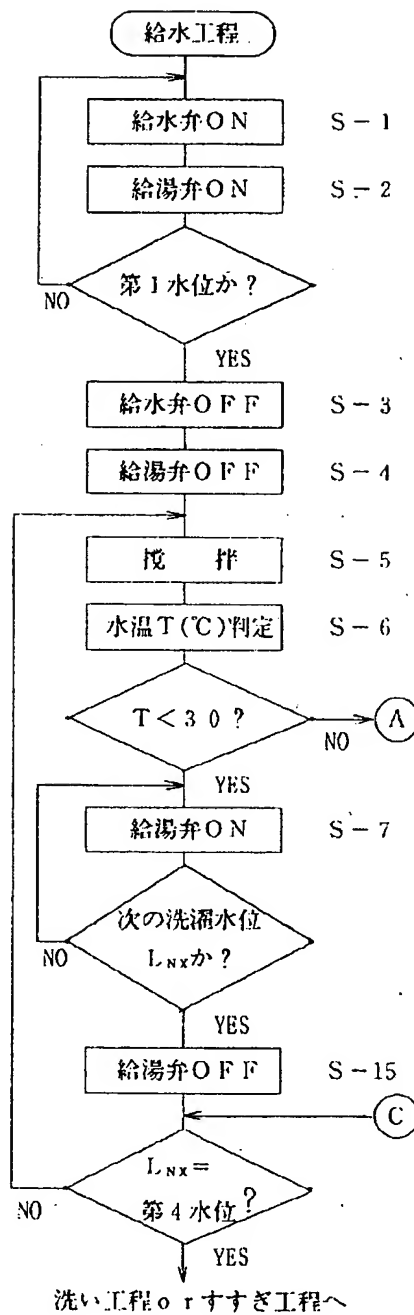 給水工程
給水弁ON S-1
給湯弁ON S-2
第1水位か?
NO
YES
給水弁OFF S-3
給湯弁OFF S-4
撹拌 S-5
水温T(℃)判定 S-6
T<30?
NO A
YES
給湯弁ON S-7
次の洗濯水位
LNXか?
NO
YES
給湯弁OFF S-15
C
LNX=
第4水位?
NO
YES
洗い工程orすすぎ工程へ